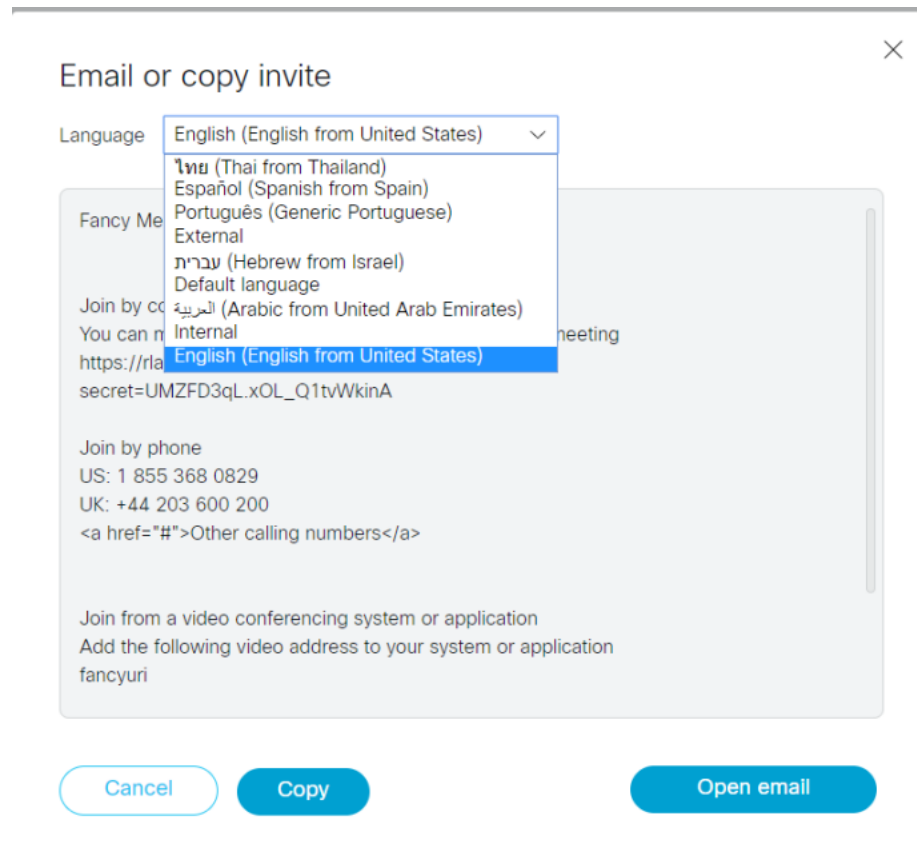 Email or copy invite
Language English (English from United States)
ไทย (Thai from Thailand)
Español (Spanish from Spain)
Português (Generic Portuguese)
External
עברית (Hebrew from Israel)
Default language
العربية (Arabic from United Arab Emirates)
Internal
English (English from United States)
Fancy Me
Join by co
You can m
neeting
https://rla
secret=UMZFD3qL.xOL_Q1tvWkinA
Join by phone
US: 1 855 368 0829
UK: +44 203 600 200
<a href="#">Other calling numbers</a>
Join from a video conferencing system or application
Add the following video address to your system or application
fancyuri
Cancel
Copy
Open email